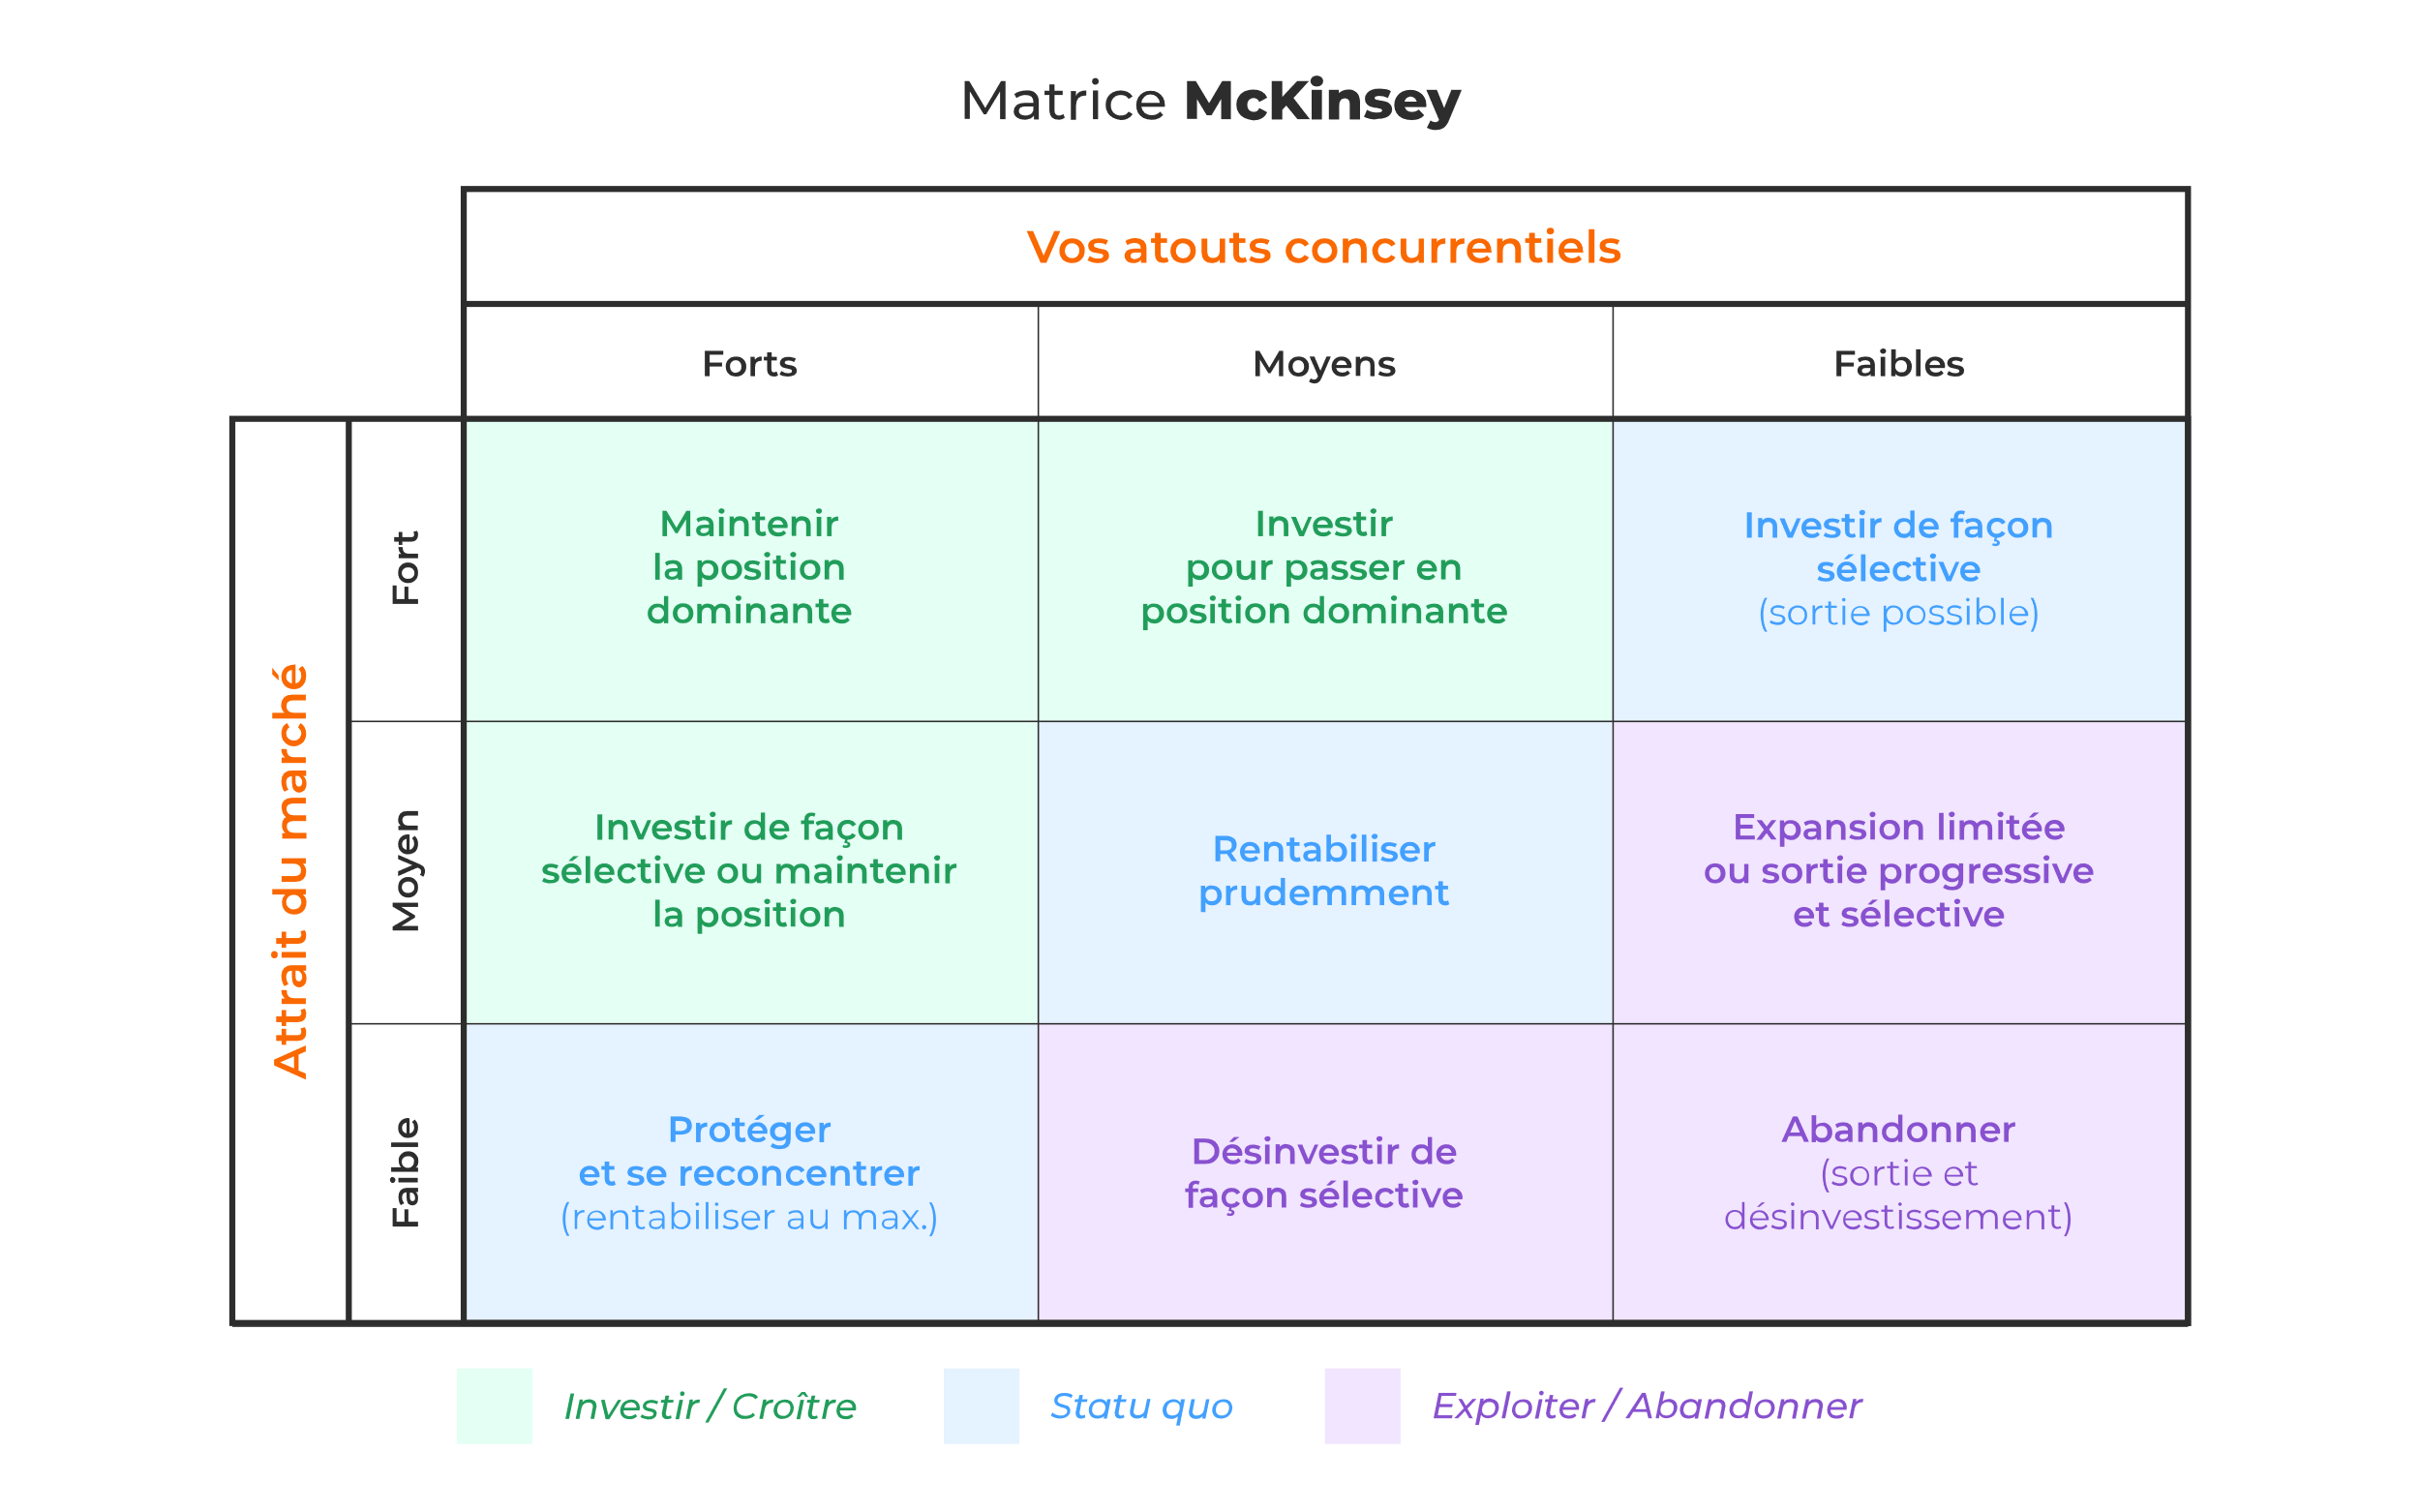 Matrice McKinsey
Vos atouts concurrentiels
Forts
Moyens
Faibles
Attrait du marché
Fort
Maintenir
la position
dominante
Investir
pour passer en
position dominante
Investir de façon
sélective
(sortie possible)
Moyen
Investir de façon
sélective ou maintenir
la position
Rentabiliser
prudemment
Expansion limitée
ou sortie progressive
et sélective
Faible
Protéger
et se reconcentrer
(rentabiliser au max.)
Désinvestir de
façon sélective
Abandonner
(sortie et
désinvestissement)
Investir / Croître
Statu quo
Exploiter / Abandonner